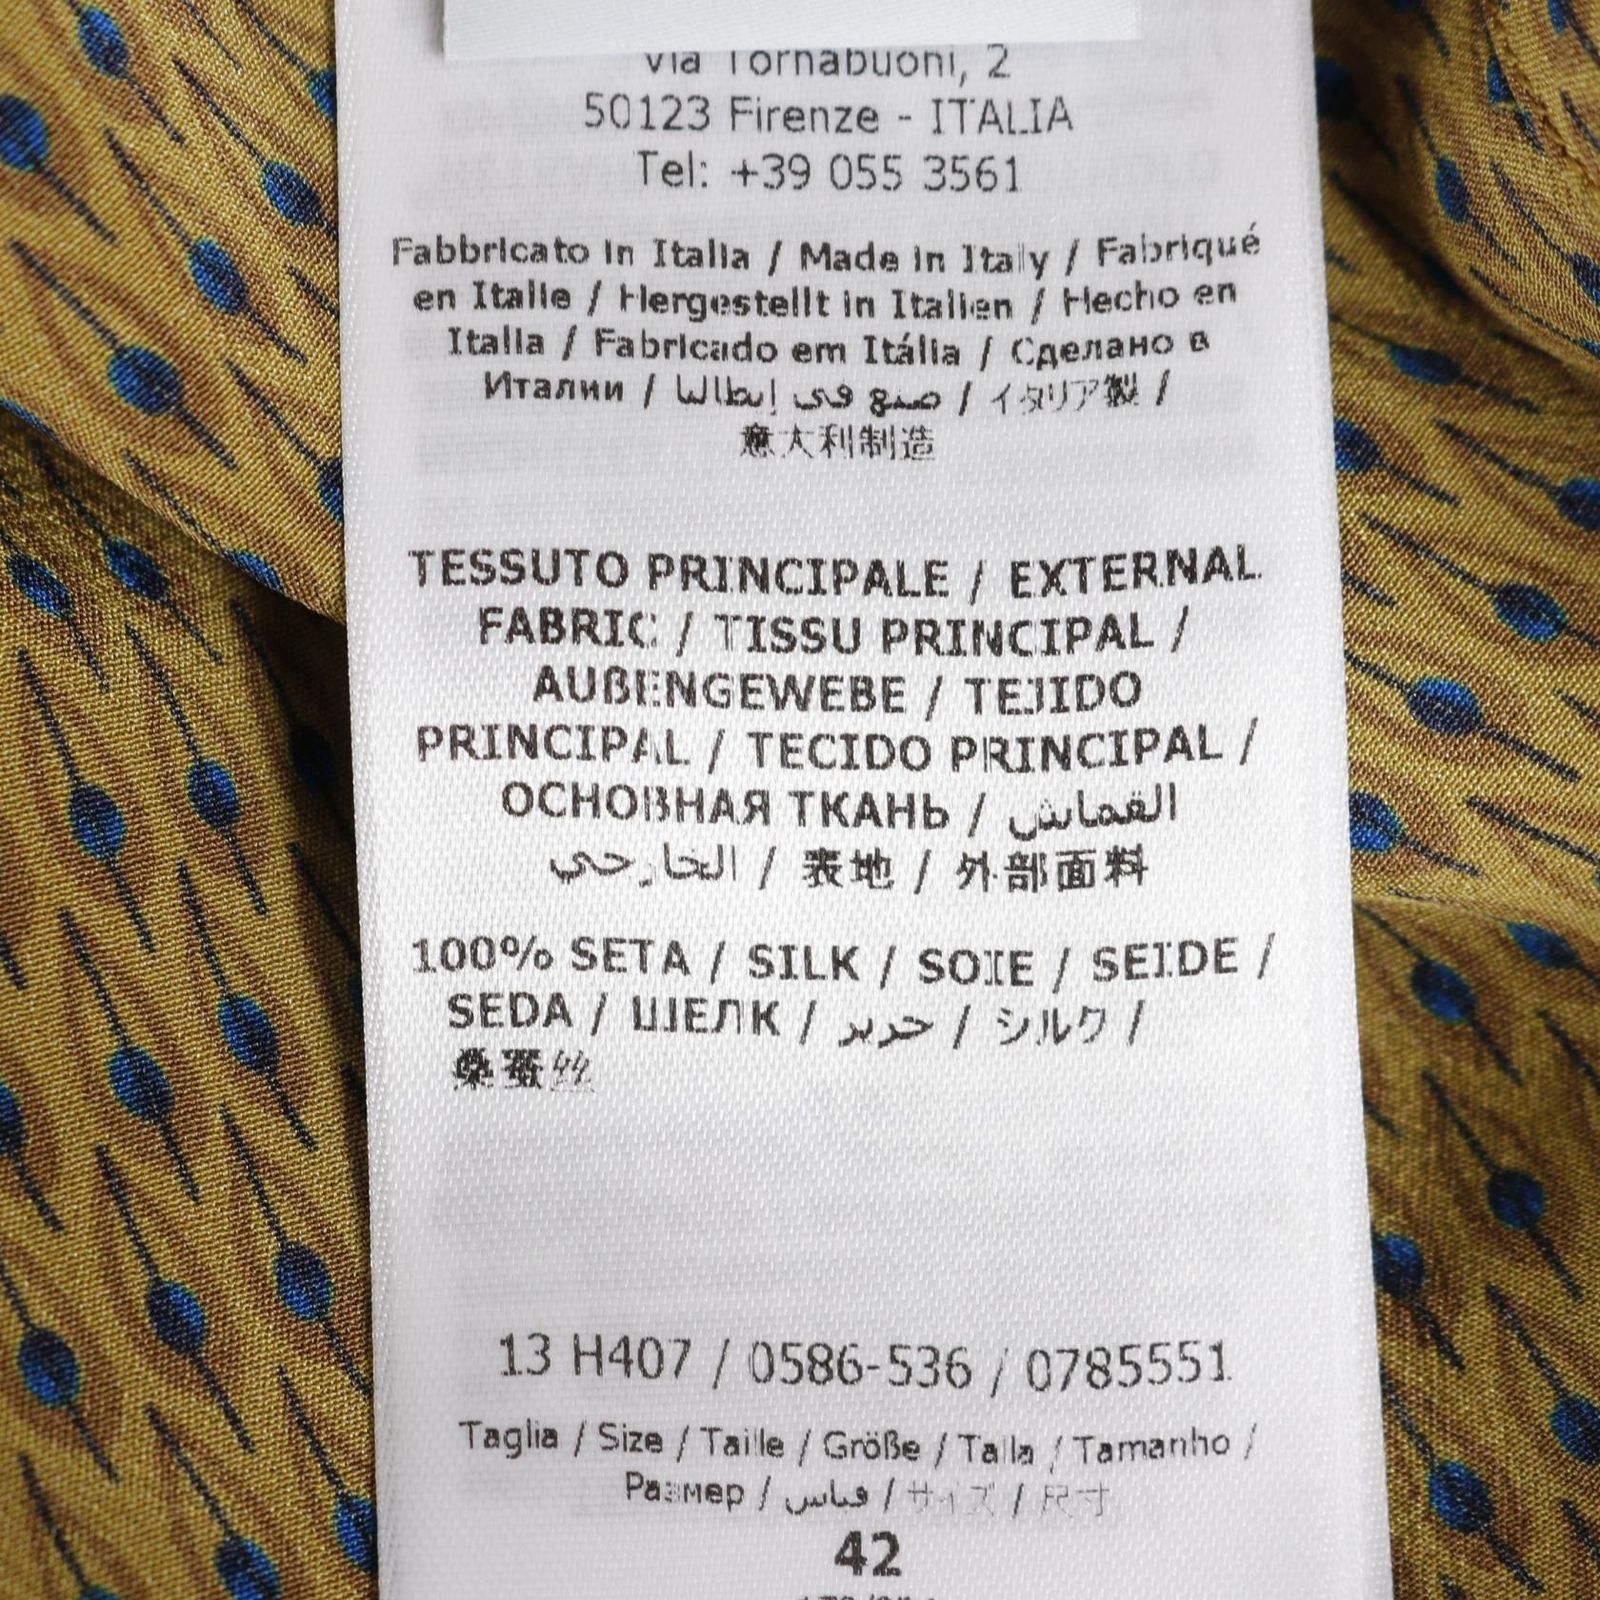 Via Tornabuoni, 2
50123 Firenze - ITALIA
Tel: +39 055 3561
Fabbricato in Italia / Made in Italy / Fabriqué
en Italie / Hergestellt in Italien / Hecho en
Italia / Fabricado em Itália / Сделано в
Италии / صنع في إيطاليا / イタリア製 /
意大利制造
TESSUTO PRINCIPALE / EXTERNAL
FABRIC / TISSU PRINCIPAL /
AUßENGEWEBE / TEJIDO
PRINCIPAL / TECIDO PRINCIPAL /
ОСНОВНАЯ ТКАНЬ / القماش
الخارجي / 表地 / 外部面料
100% SETA / SILK / SOIE / SEIDE /
SEDA / ШЕЛК / حرير / シルク /
桑蚕丝
13 H407 / 0586-536 / 0785551
Taglia / Size / Taille / Größe / Talla / Tamanho /
Размер / قياس / サイズ / 尺寸
42